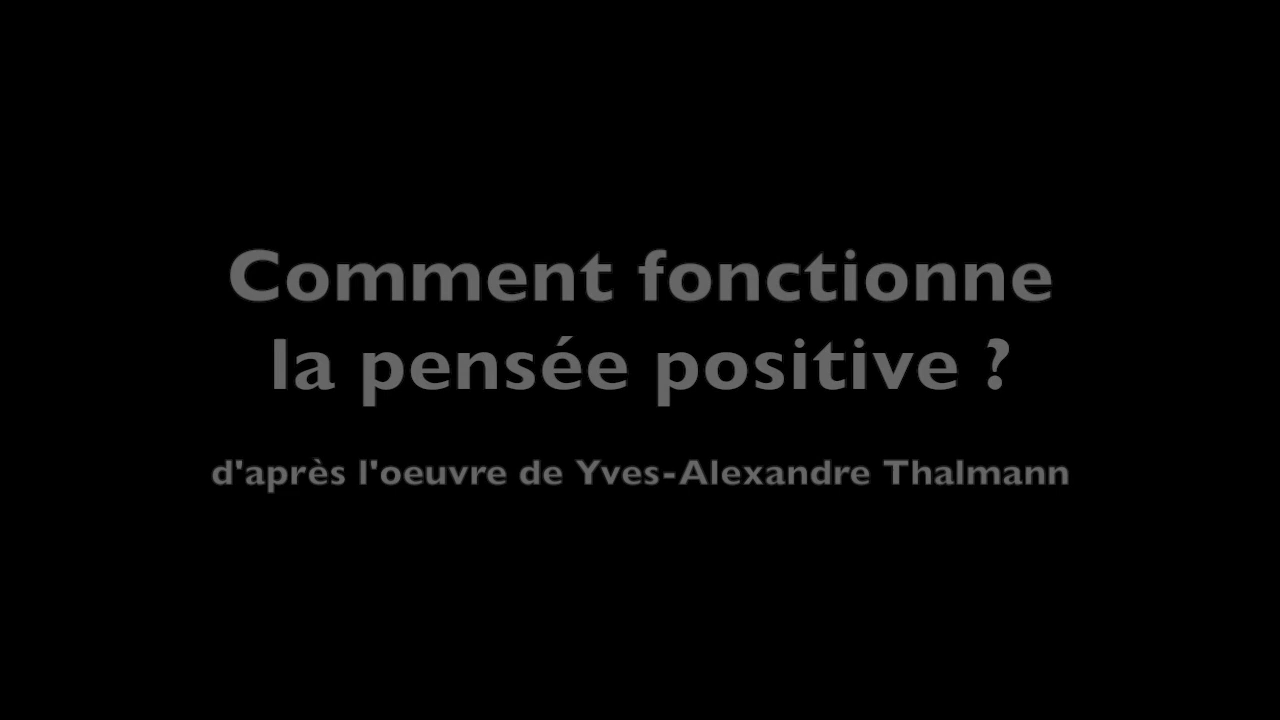 Comment fonctionne
la pensée positive ?
d'après l'oeuvre de Yves-Alexandre Thalmann